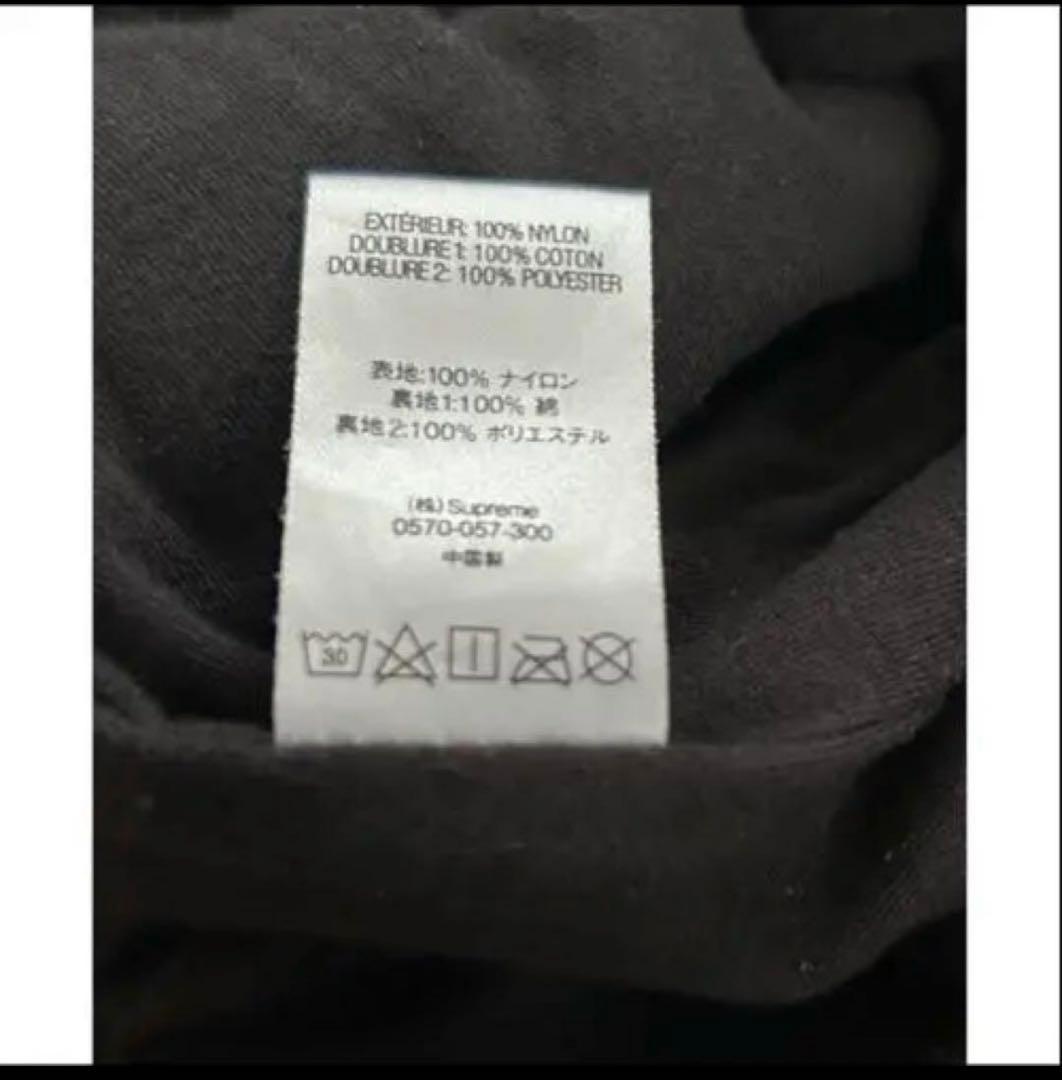 EXTÉRIEUR: 100% NYLON
DOUBLURE 1: 100% COTON
DOUBLURE 2: 100% POLYESTER
表地:100% ナイロン
裏地1:100% 綿
裏地2:100% ポリエステル
(株)Supreme
0570-057-300
中国製
30